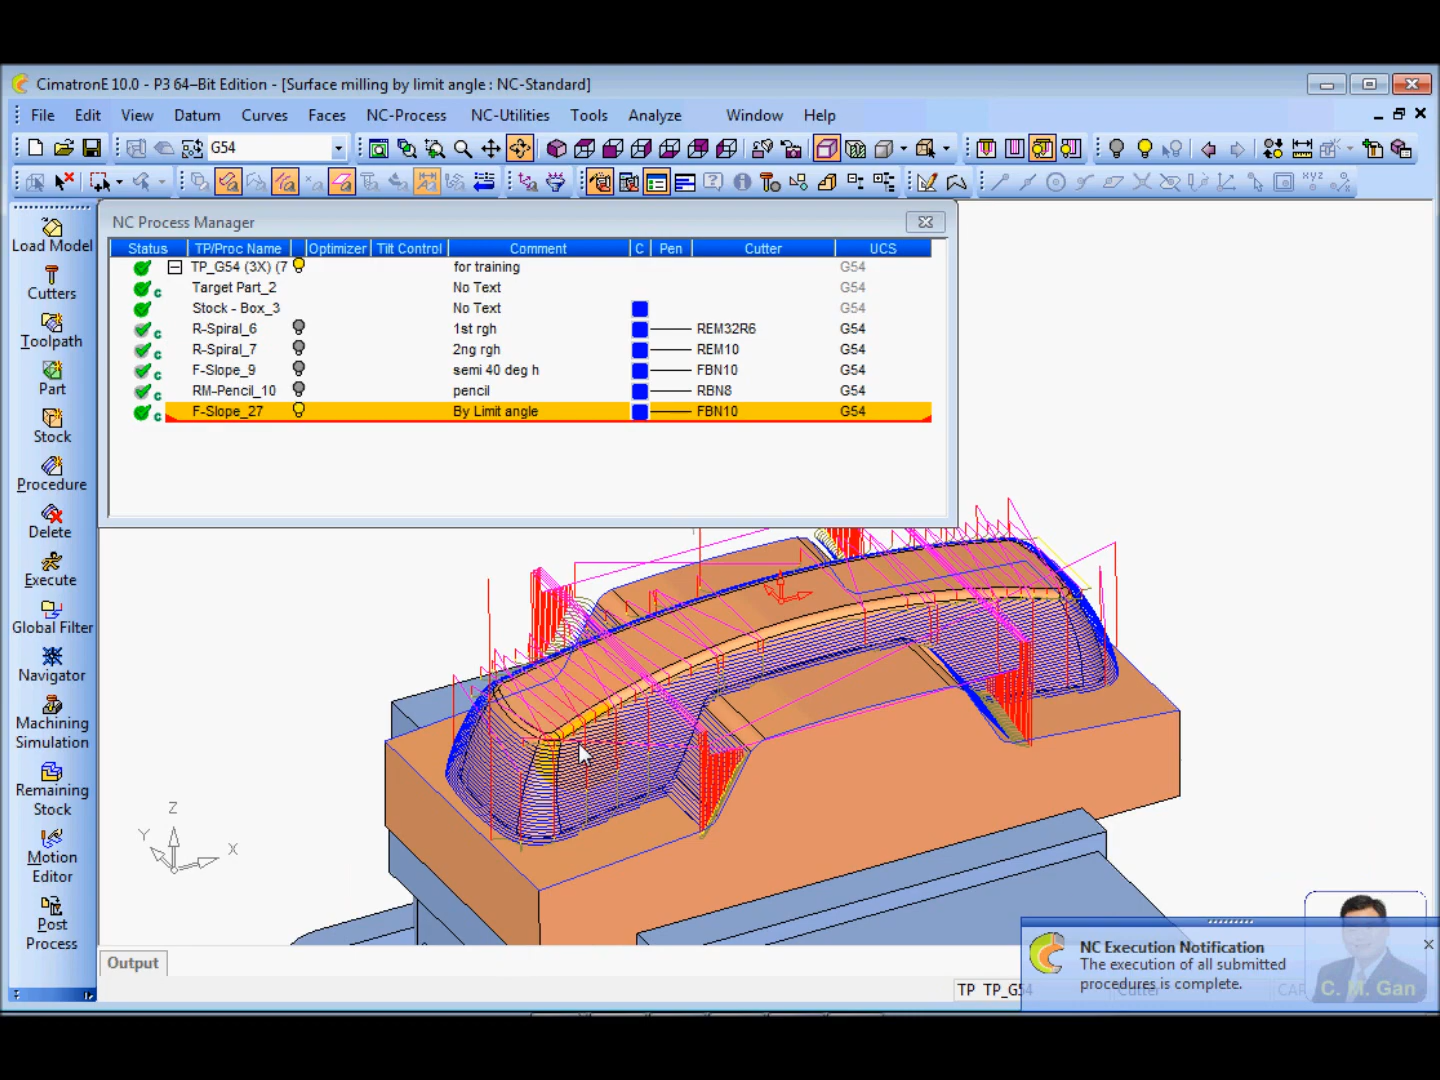 CimatronE 10.0 - P3 64-Bit Edition - [Surface milling by limit angle : NC-Standard]
File Edit View Datum Curves Faces NC-Process NC-Utilities Tools Analyze Window Help
G54
NC Process Manager
Status TP/Proc Name Optimizer Tilt Control Comment C Pen Cutter UCS
TP_G54 (3X) (7 for training G54
c Target Part_2 No Text G54
Stock - Box_3 No Text G54
c R-Spiral_6 1st rgh REM32R6 G54
c R-Spiral_7 2ng rgh REM10 G54
c F-Slope_9 semi 40 deg h FBN10 G54
c RM-Pencil_10 pencil RBN8 G54
c F-Slope_27 By Limit angle FBN10 G54
Load Model
Cutters
Toolpath
Part
Stock
Procedure
Delete
Execute
Global Filter
Navigator
Machining
Simulation
Remaining
Stock
Motion
Editor
Post
Process
Z
Y
X
Output
NC Execution Notification
The execution of all submitted
procedures is complete.
TP TP_G54
Cutter
C. M. Gan